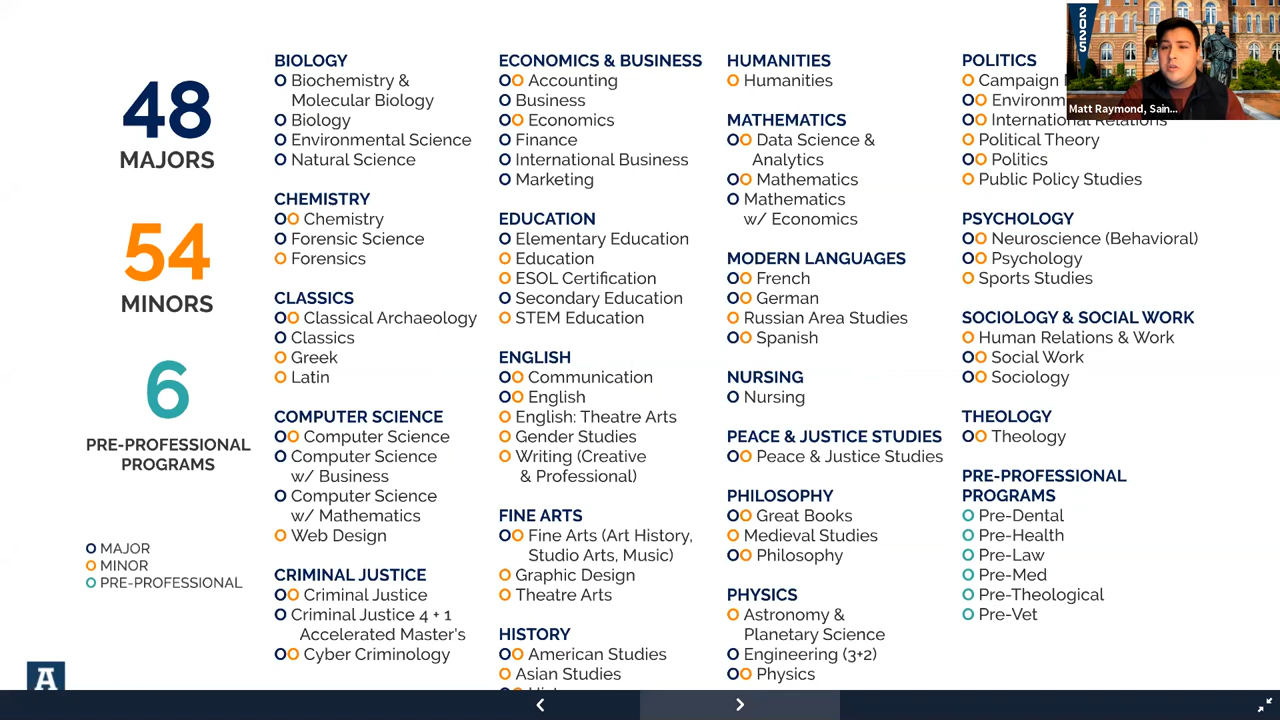 48
MAJORS
54
MINORS
6
PRE-PROFESSIONAL
PROGRAMS
O MAJOR
O MINOR
O PRE-PROFESSIONAL
A
BIOLOGY
O Biochemistry &
Molecular Biology
O Biology
O Environmental Science
O Natural Science
CHEMISTRY
OO Chemistry
O Forensic Science
O Forensics
CLASSICS
OO Classical Archaeology
O Classics
O Greek
O Latin
COMPUTER SCIENCE
OO Computer Science
O Computer Science
w/ Business
O Computer Science
w/ Mathematics
O Web Design
CRIMINAL JUSTICE
OO Criminal Justice
O Criminal Justice 4 + 1
Accelerated Master's
OO Cyber Criminology
ECONOMICS & BUSINESS
OO Accounting
O Business
OO Economics
O Finance
O International Business
O Marketing
EDUCATION
O Elementary Education
O Education
O ESOL Certification
O Secondary Education
O STEM Education
ENGLISH
OO Communication
OO English
O English: Theatre Arts
O Gender Studies
O Writing (Creative
& Professional)
FINE ARTS
OO Fine Arts (Art History,
Studio Arts, Music)
O Graphic Design
O Theatre Arts
HISTORY
OO American Studies
O Asian Studies
HUMANITIES
O Humanities
MATHEMATICS
OO Data Science &
Analytics
OO Mathematics
O Mathematics
w/ Economics
MODERN LANGUAGES
OO French
OO German
O Russian Area Studies
OO Spanish
NURSING
O Nursing
PEACE & JUSTICE STUDIES
OO Peace & Justice Studies
PHILOSOPHY
OO Great Books
O Medieval Studies
OO Philosophy
PHYSICS
O Astronomy &
Planetary Science
O Engineering (3+2)
OO Physics
POLITICS
O Campaign
OO Environm
OO International Relations
O Political Theory
OO Politics
O Public Policy Studies
PSYCHOLOGY
OO Neuroscience (Behavioral)
OO Psychology
O Sports Studies
SOCIOLOGY & SOCIAL WORK
O Human Relations & Work
OO Social Work
OO Sociology
THEOLOGY
OO Theology
PRE-PROFESSIONAL
PROGRAMS
O Pre-Dental
O Pre-Health
O Pre-Law
O Pre-Med
O Pre-Theological
O Pre-Vet
2025
Matt Raymond, Sain...